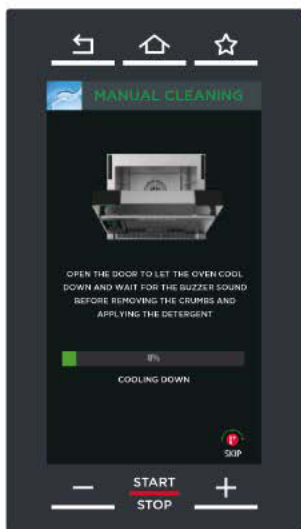 MANUAL CLEANING
OPEN THE DOOR TO LET THE OVEN COOL
DOWN AND WAIT FOR THE BUZZER SOUND
BEFORE REMOVING THE CRUMBS AND
APPLYING THE DETERGENT
COOLING DOWN
SKIP
START
STOP